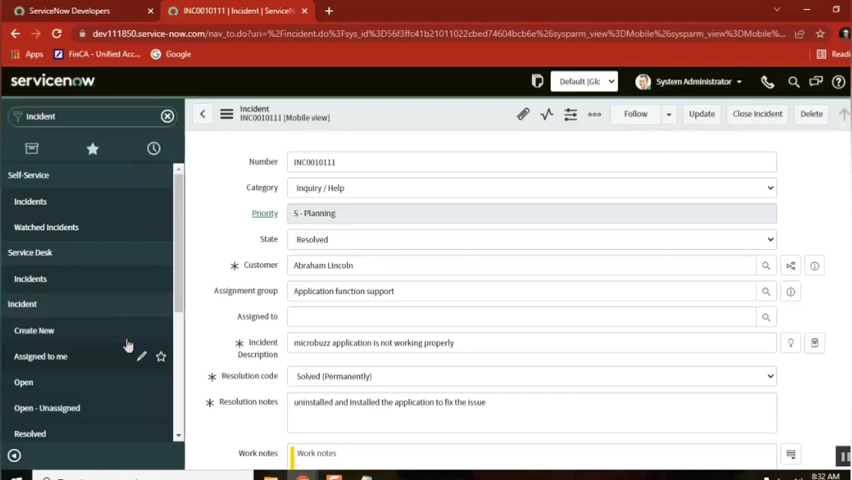 ServiceNow Developers
INC0010111 | Incident | ServiceN
dev111850.service-now.com/nav_to.do?uri=%2Fincident.do%3Fsys_id%3D56f3ffc41b21011022cbed74604bcb6e%26sysparm_view%3DMobile%26sysparm_view%3DMobile%26sysparm_vie
Apps
FinCA - Unified Acc...
Google
Readi
servicenow
Default [Glc
System Administrator
Incident
Incident
INC0010111 [Mobile view]
Follow
Update
Close Incident
Delete
Self-Service
Incidents
Watched Incidents
Service Desk
Incidents
Incident
Create New
Assigned to me
Open
Open - Unassigned
Resolved
Number
INC0010111
Category
Inquiry / Help
Priority
5 - Planning
State
Resolved
Customer
Abraham Lincoln
Assignment group
Application function support
Assigned to
Incident
Description
microbuzz application is not working properly
Resolution code
Solved (Permanently)
Resolution notes
uninstalled and installed the application to fix the issue
Work notes
Work notes
8:32 AM